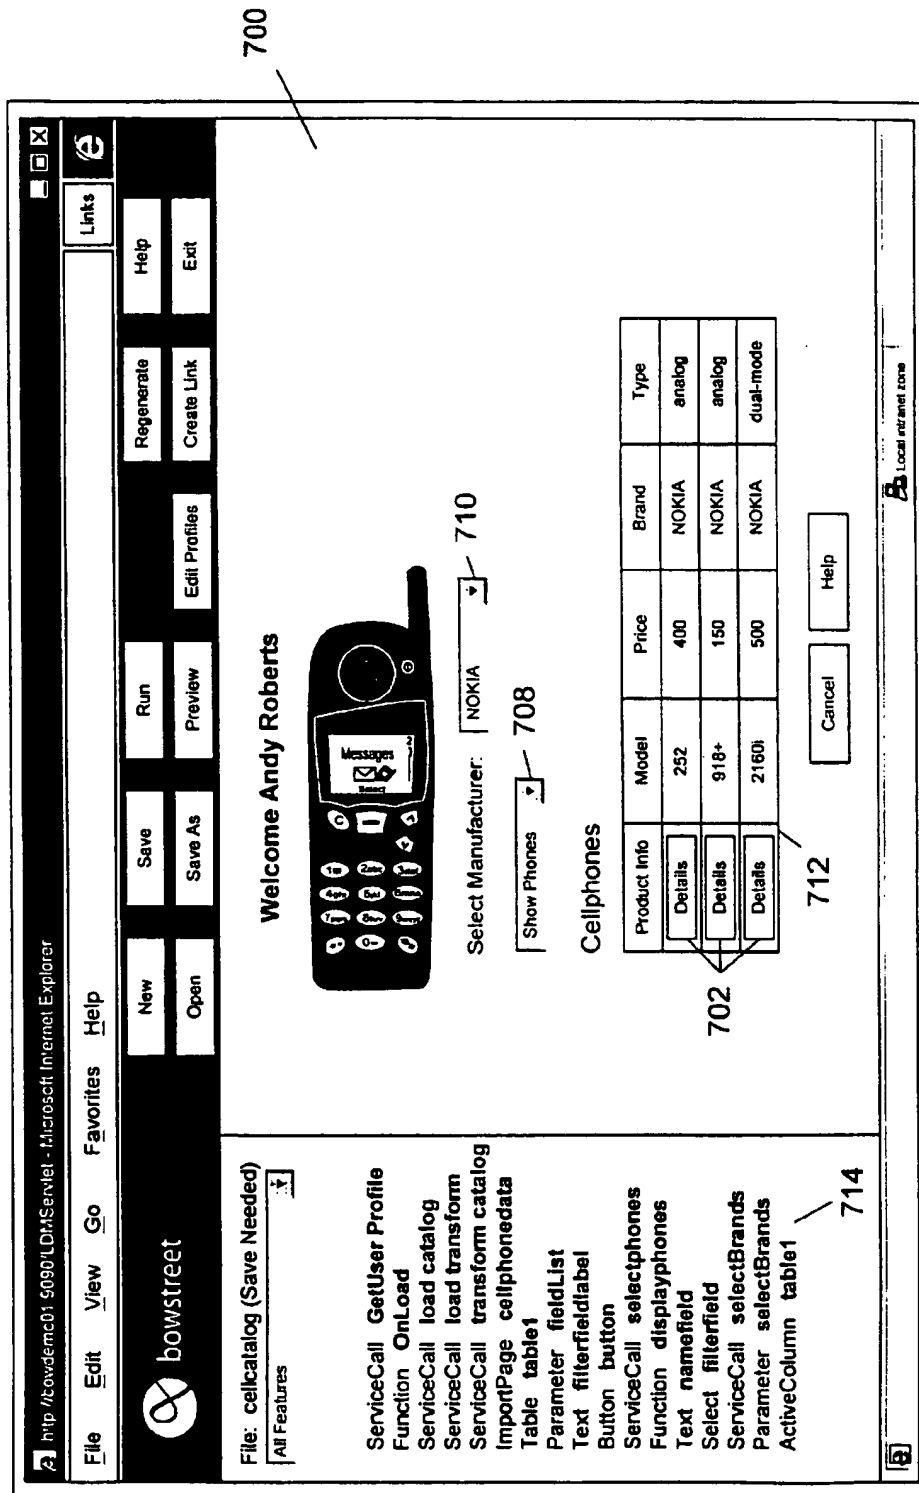 http //bowdemc01 9090/LDMServlet - Microsoft Internet Explorer
File Edit View Go Favorites Help
Links
bowstreet
New Save Run Regenerate Help
Open Save As Preview Edit Profiles Create Link Exit
File: cellcatalog (Save Needed)
All Features
ServiceCall GetUser Profile
Function OnLoad
ServiceCall load catalog
ServiceCall load transform
ServiceCall transform catalog
ImportPage cellphonedata
Table table1
Parameter fieldList
Text filterfieldlabel
Button button
ServiceCall selectphones
Function displayphones
Text namefield
Select filterfield
ServiceCall selectBrands
Parameter selectBrands
ActiveColumn table1
714
Welcome Andy Roberts
Messages
Select
Select Manufacturer: NOKIA
710
Show Phones
708
Cellphones
Product Info Model Price Brand Type
Details 252 400 NOKIA analog
Details 918+ 150 NOKIA analog
Details 2160i 500 NOKIA dual-mode
702
712
Cancel Help
Local intranet zone
700